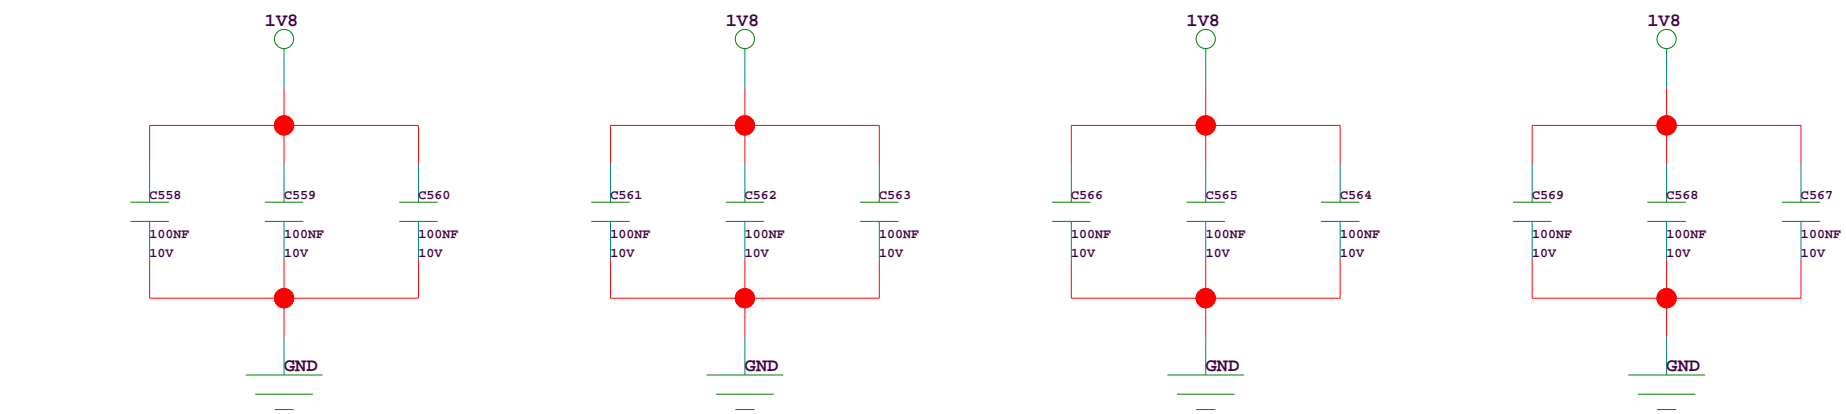 1V8 1V8 1V8 1V8
C558 C559 C560 C561 C562 C563 C566 C565 C564 C569 C568 C567
100NF 100NF 100NF 100NF 100NF 100NF 100NF 100NF 100NF 100NF 100NF 100NF
10V 10V 10V 10V 10V 10V 10V 10V 10V 10V 10V 10V
GND GND GND GND